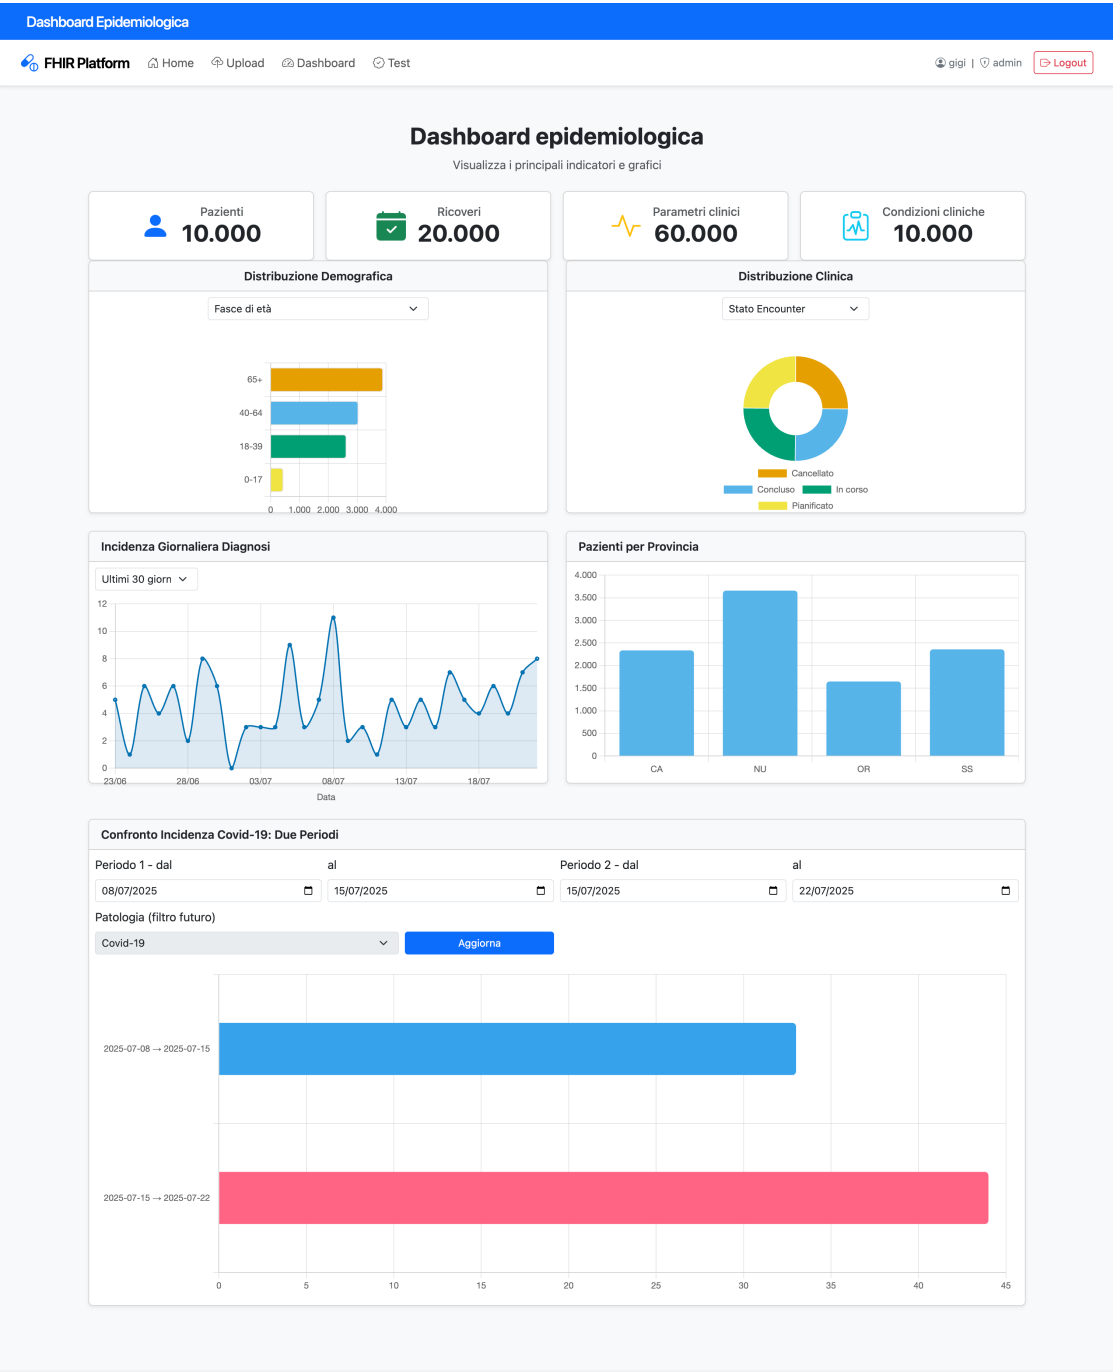 Dashboard Epidemiologica
FHIR Platform Home Upload Dashboard Test gigi | admin Logout
Dashboard epidemiologica
Visualizza i principali indicatori e grafici
Pazienti
10.000
Ricoveri
20.000
Parametri clinici
60.000
Condizioni cliniche
10.000
Distribuzione Demografica
Fasce di età
65+
40-64
18-39
0-17
0 1.000 2.000 3.000 4.000
Distribuzione Clinica
Stato Encounter
Cancellato
Concluso In corso
Pianificato
Incidenza Giornaliera Diagnosi
Ultimi 30 giorn
12
10
8
6
4
2
0
23/06 28/06 03/07 08/07 13/07 18/07
Data
Pazienti per Provincia
4.000
3.500
3.000
2.500
2.000
1.500
1.000
500
0
CA NU OR SS
Confronto Incidenza Covid-19: Due Periodi
Periodo 1 - dal al Periodo 2 - dal al
08/07/2025 15/07/2025 15/07/2025 22/07/2025
Patologia (filtro futuro)
Covid-19 Aggiorna
2025-07-08 → 2025-07-15
2025-07-15 → 2025-07-22
0 5 10 15 20 25 30 35 40 45